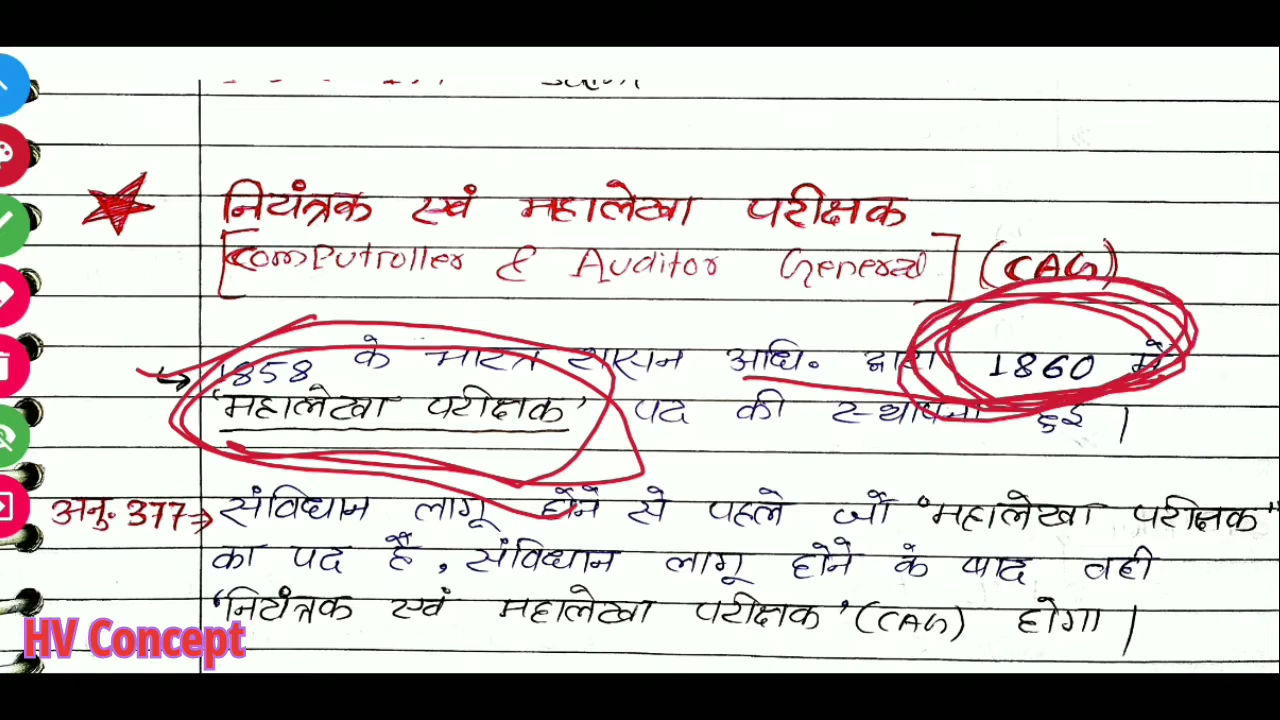 नियंत्रक एवं महालेखा परीक्षक
[ComPutroller & Auditor General] (CAG)
→ 1858 के भारत शासन अधि. द्वारा 1860 में
'महालेखा परीक्षक' पद की स्थापना हुई |
अनु. 377⇒ संविधान लागू होने से पहले जो "महालेखा परीक्षक"
का पद है, संविधान लागू होने के बाद वही
'नियंत्रक एवं महालेखा परीक्षक' (CAG) होगा |
HV Concept